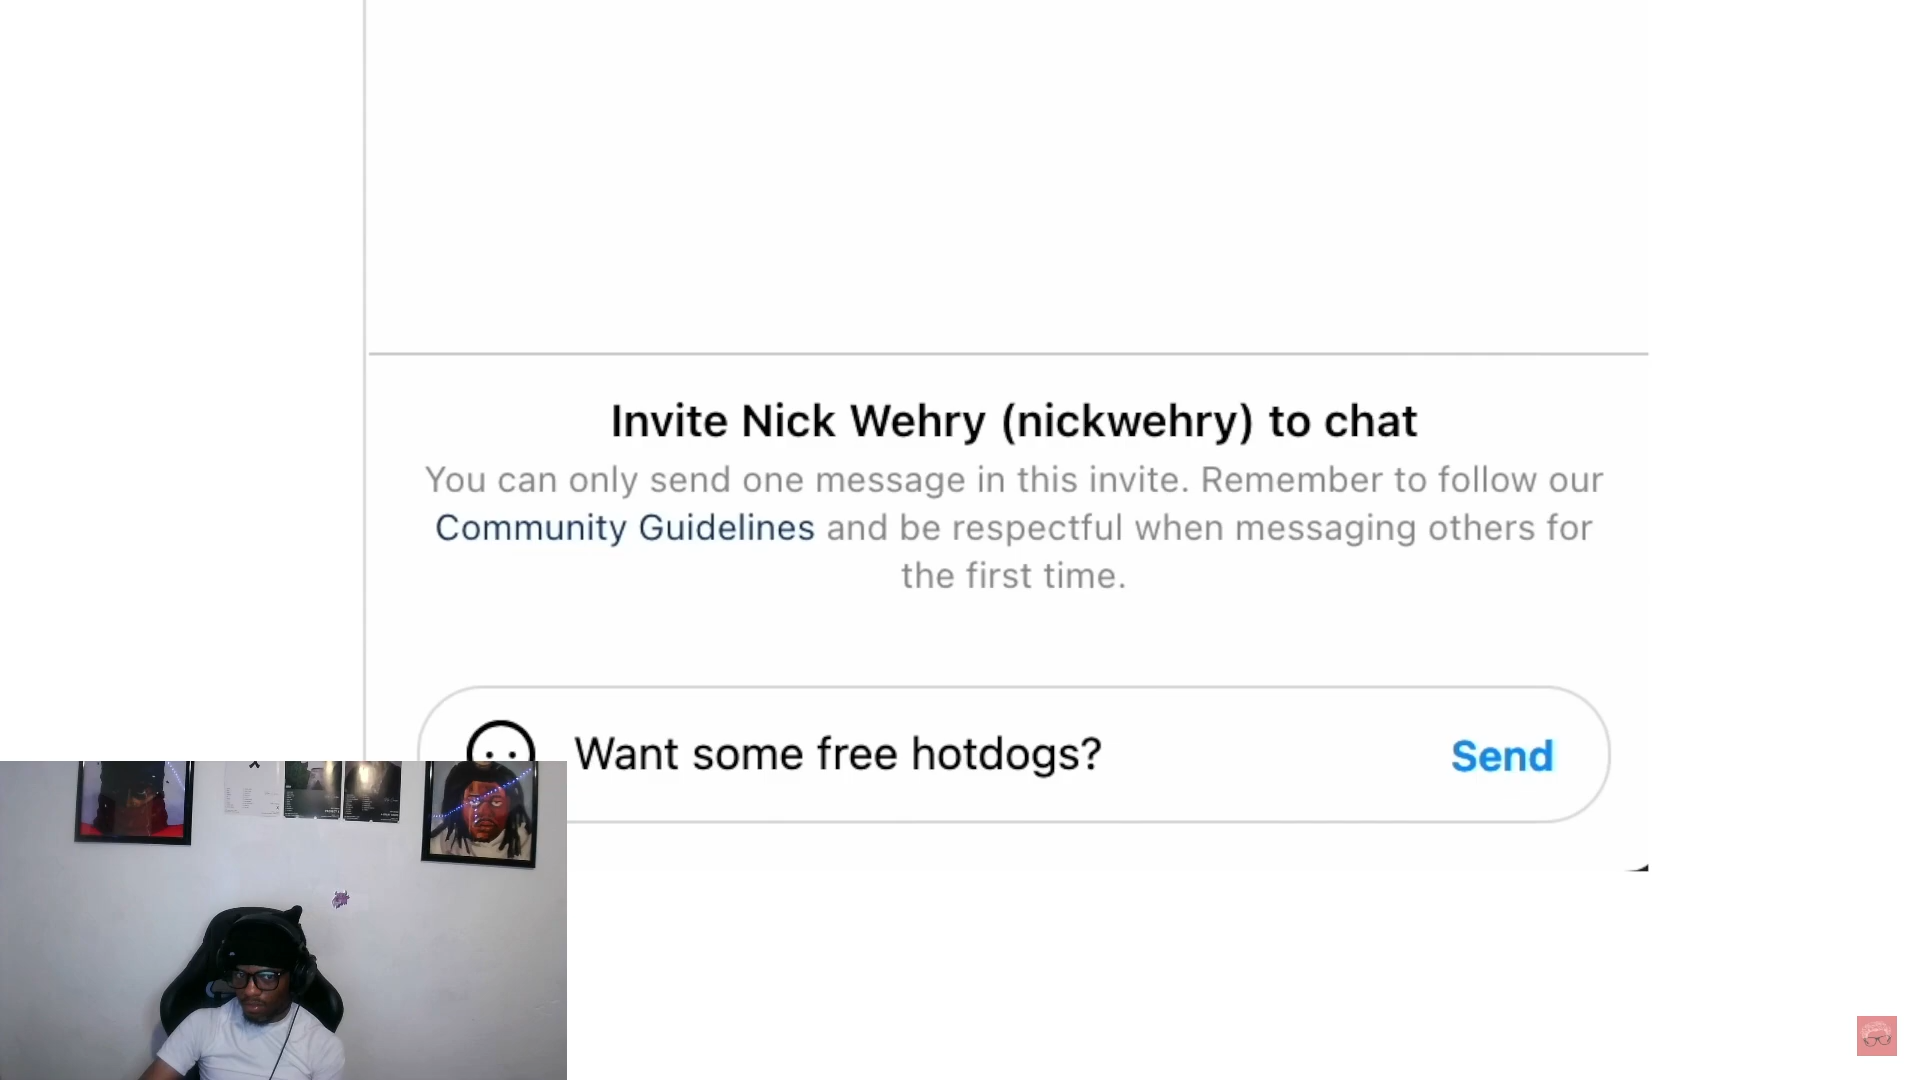 Invite Nick Wehry (nickwehry) to chat
You can only send one message in this invite. Remember to follow our
Community Guidelines and be respectful when messaging others for
the first time.
Want some free hotdogs?
Send